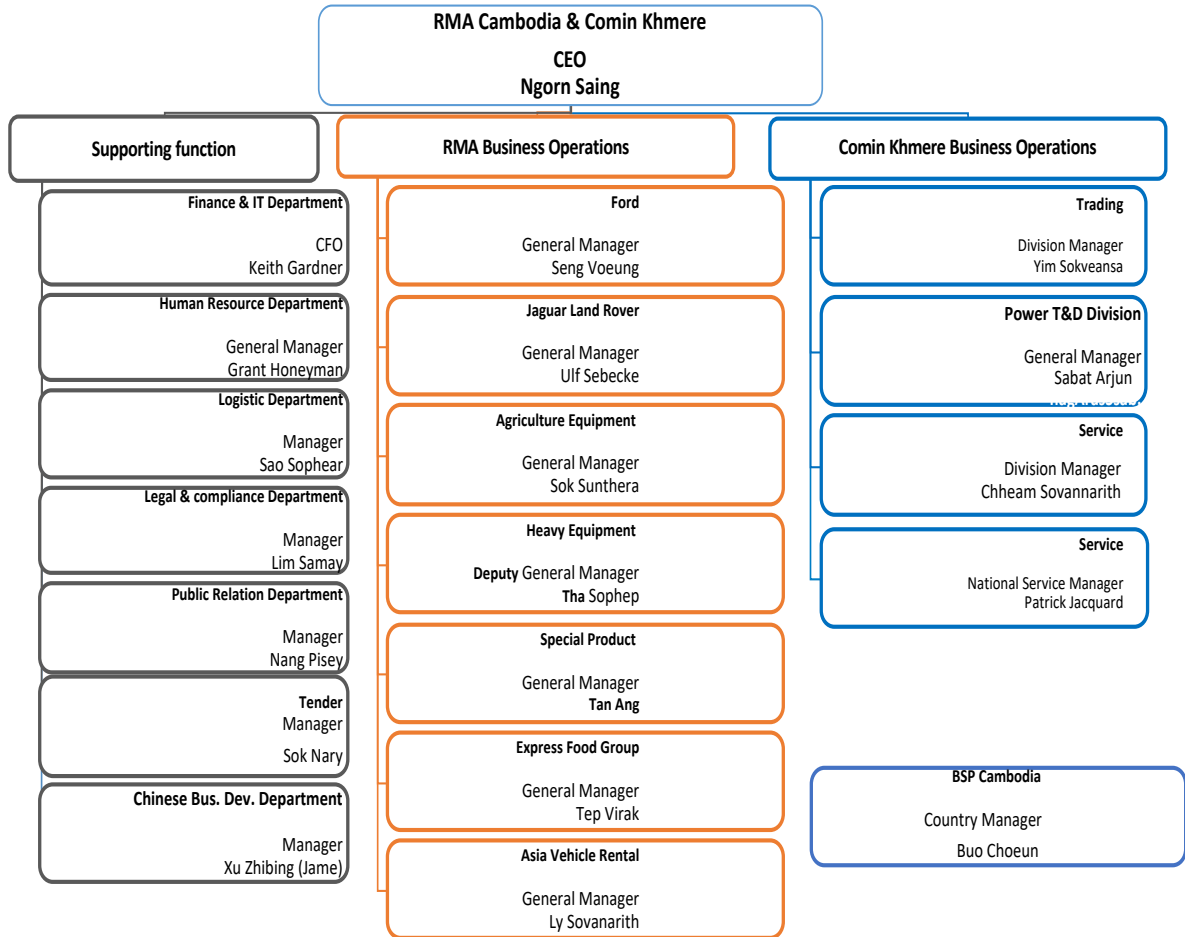 RMA Cambodia & Comin Khmere
CEO
Ngorn Saing
Supporting function
Finance & IT Department
CFO
Keith Gardner
Human Resource Department
General Manager
Grant Honeyman
Logistic Department
Manager
Sao Sophear
Legal & compliance Department
Manager
Lim Samay
Public Relation Department
Manager
Nang Pisey
Tender
Manager
Sok Nary
Chinese Bus. Dev. Department
Manager
Xu Zhibing (Jame)
RMA Business Operations
Ford
General Manager
Seng Voeung
Jaguar Land Rover
General Manager
Ulf Sebecke
Agriculture Equipment
General Manager
Sok Sunthera
Heavy Equipment
Deputy General Manager
Tha Sophep
Special Product
General Manager
Tan Ang
Express Food Group
General Manager
Tep Virak
Asia Vehicle Rental
General Manager
Ly Sovanarith
Comin Khmere Business Operations
Trading
Division Manager
Yim Sokveansa
Power T&D Division
General Manager
Sabat Arjun
Service
Division Manager
Chheam Sovannarith
Service
National Service Manager
Patrick Jacquard
BSP Cambodia
Country Manager
Buo Choeun